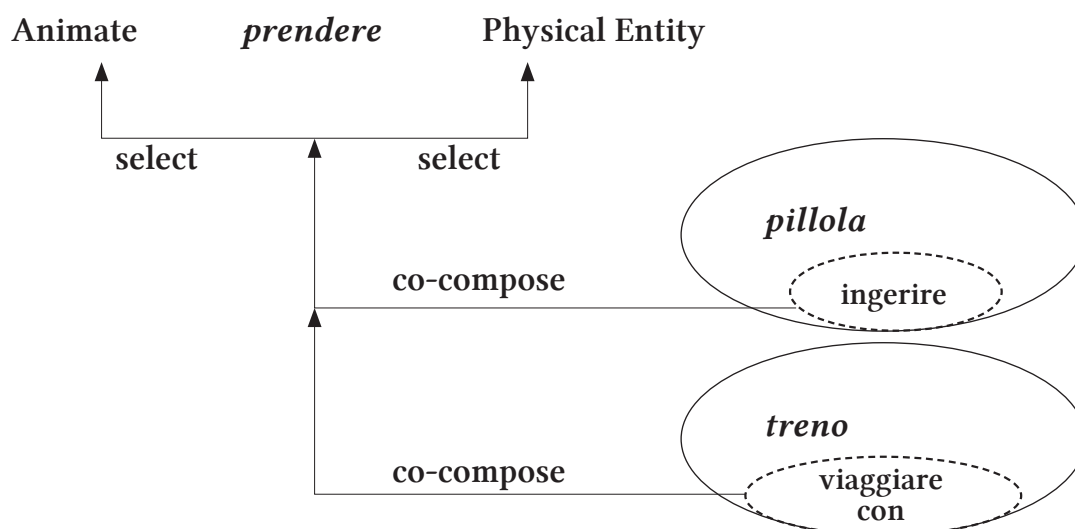 Animate prendere Physical Entity
select select
pillola
co-compose
ingerire
treno
co-compose
viaggiare
con